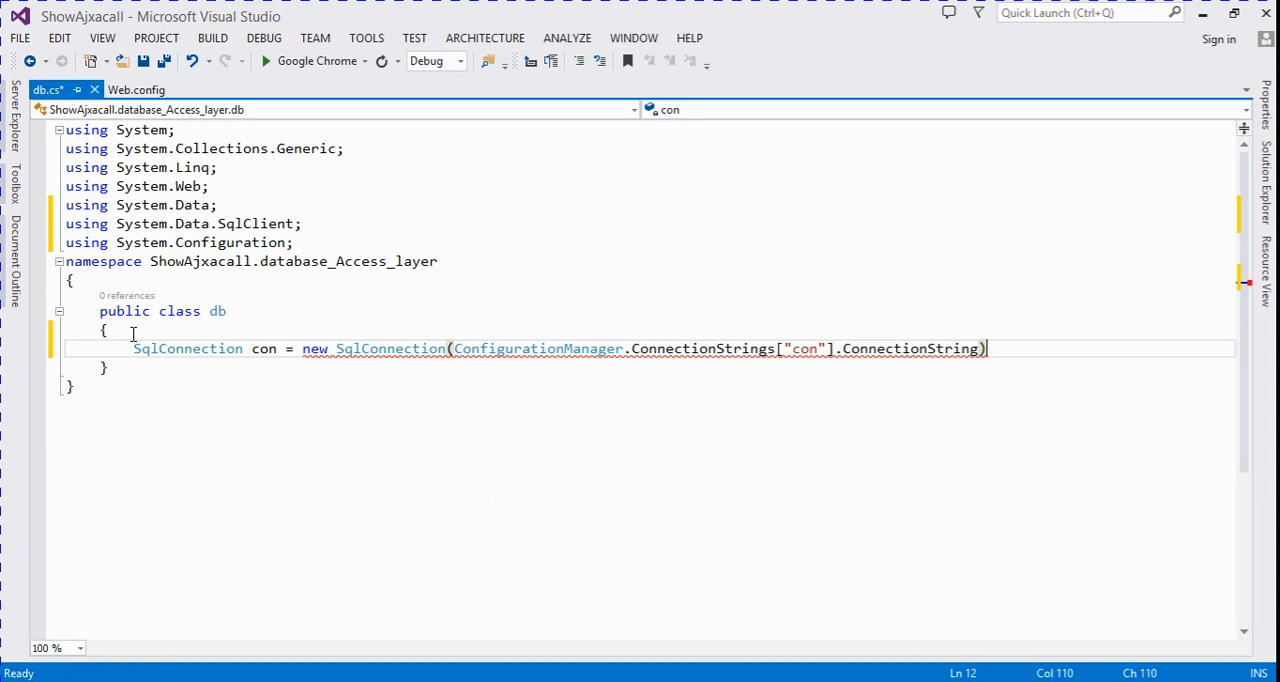 ShowAjxacall - Microsoft Visual Studio
Quick Launch (Ctrl+Q)
FILE EDIT VIEW PROJECT BUILD DEBUG TEAM TOOLS TEST ARCHITECTURE ANALYZE WINDOW HELP
Sign in
Google Chrome Debug
db.cs* Web.config
ShowAjxacall.database_Access_layer.db con
Server Explorer
Toolbox
Document Outline
using System;
using System.Collections.Generic;
using System.Linq;
using System.Web;
using System.Data;
using System.Data.SqlClient;
using System.Configuration;
namespace ShowAjxacall.database_Access_layer
{
0 references
public class db
{
SqlConnection con = new SqlConnection(ConfigurationManager.ConnectionStrings["con"].ConnectionString)
}
}
Properties
Solution Explorer
Resource View
100 %
Ready Ln 12 Col 110 Ch 110 INS